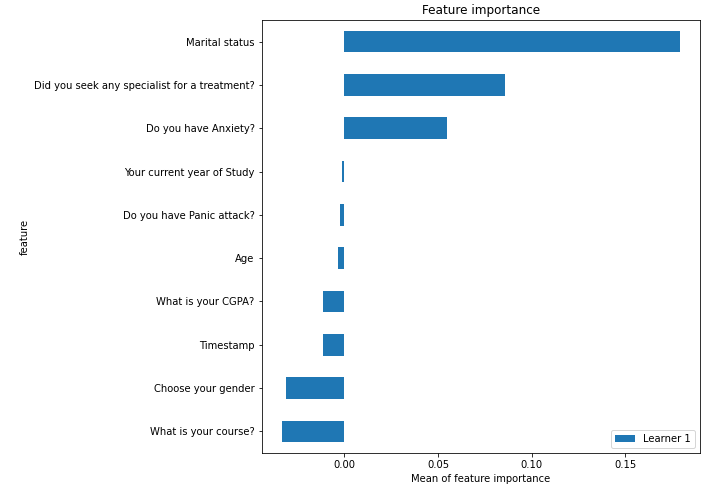 Feature importance
Marital status
Did you seek any specialist for a treatment?
Do you have Anxiety?
Your current year of Study
Do you have Panic attack?
feature
Age
What is your CGPA?
Timestamp
Choose your gender
What is your course?
Learner 1
0.00 0.05 0.10 0.15
Mean of feature importance